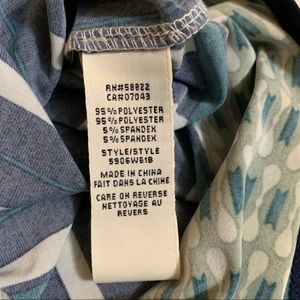 RN#58822
CA#07043
95%POLYESTER
95%POLYESTER
5%SPANDEX
5%SPANDEX
STYLE/STYLE
5906W61B
MADE IN CHINA
FAIT DANS LA CHINE
CARE ON REVERSE
NETTOYAGE AU
REVERS